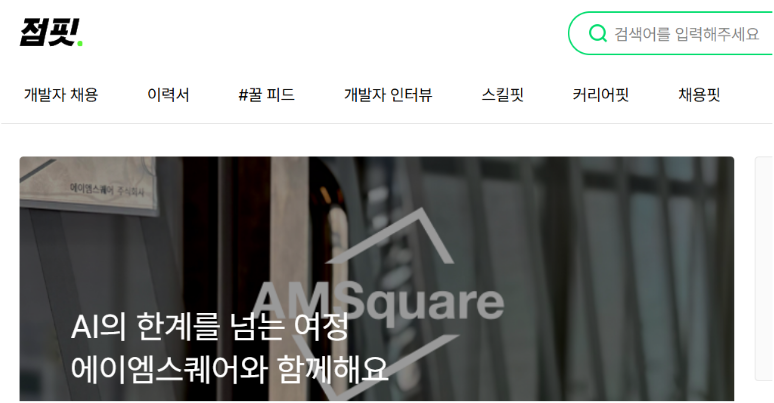 점핏.
검색어를 입력해주세요
개발자 채용 이력서 #꿀 피드 개발자 인터뷰 스킬핏 커리어핏 채용핏
에이엠스퀘어 주식회사
AMSquare
AI의 한계를 넘는 여정
에이엠스퀘어와 함께해요